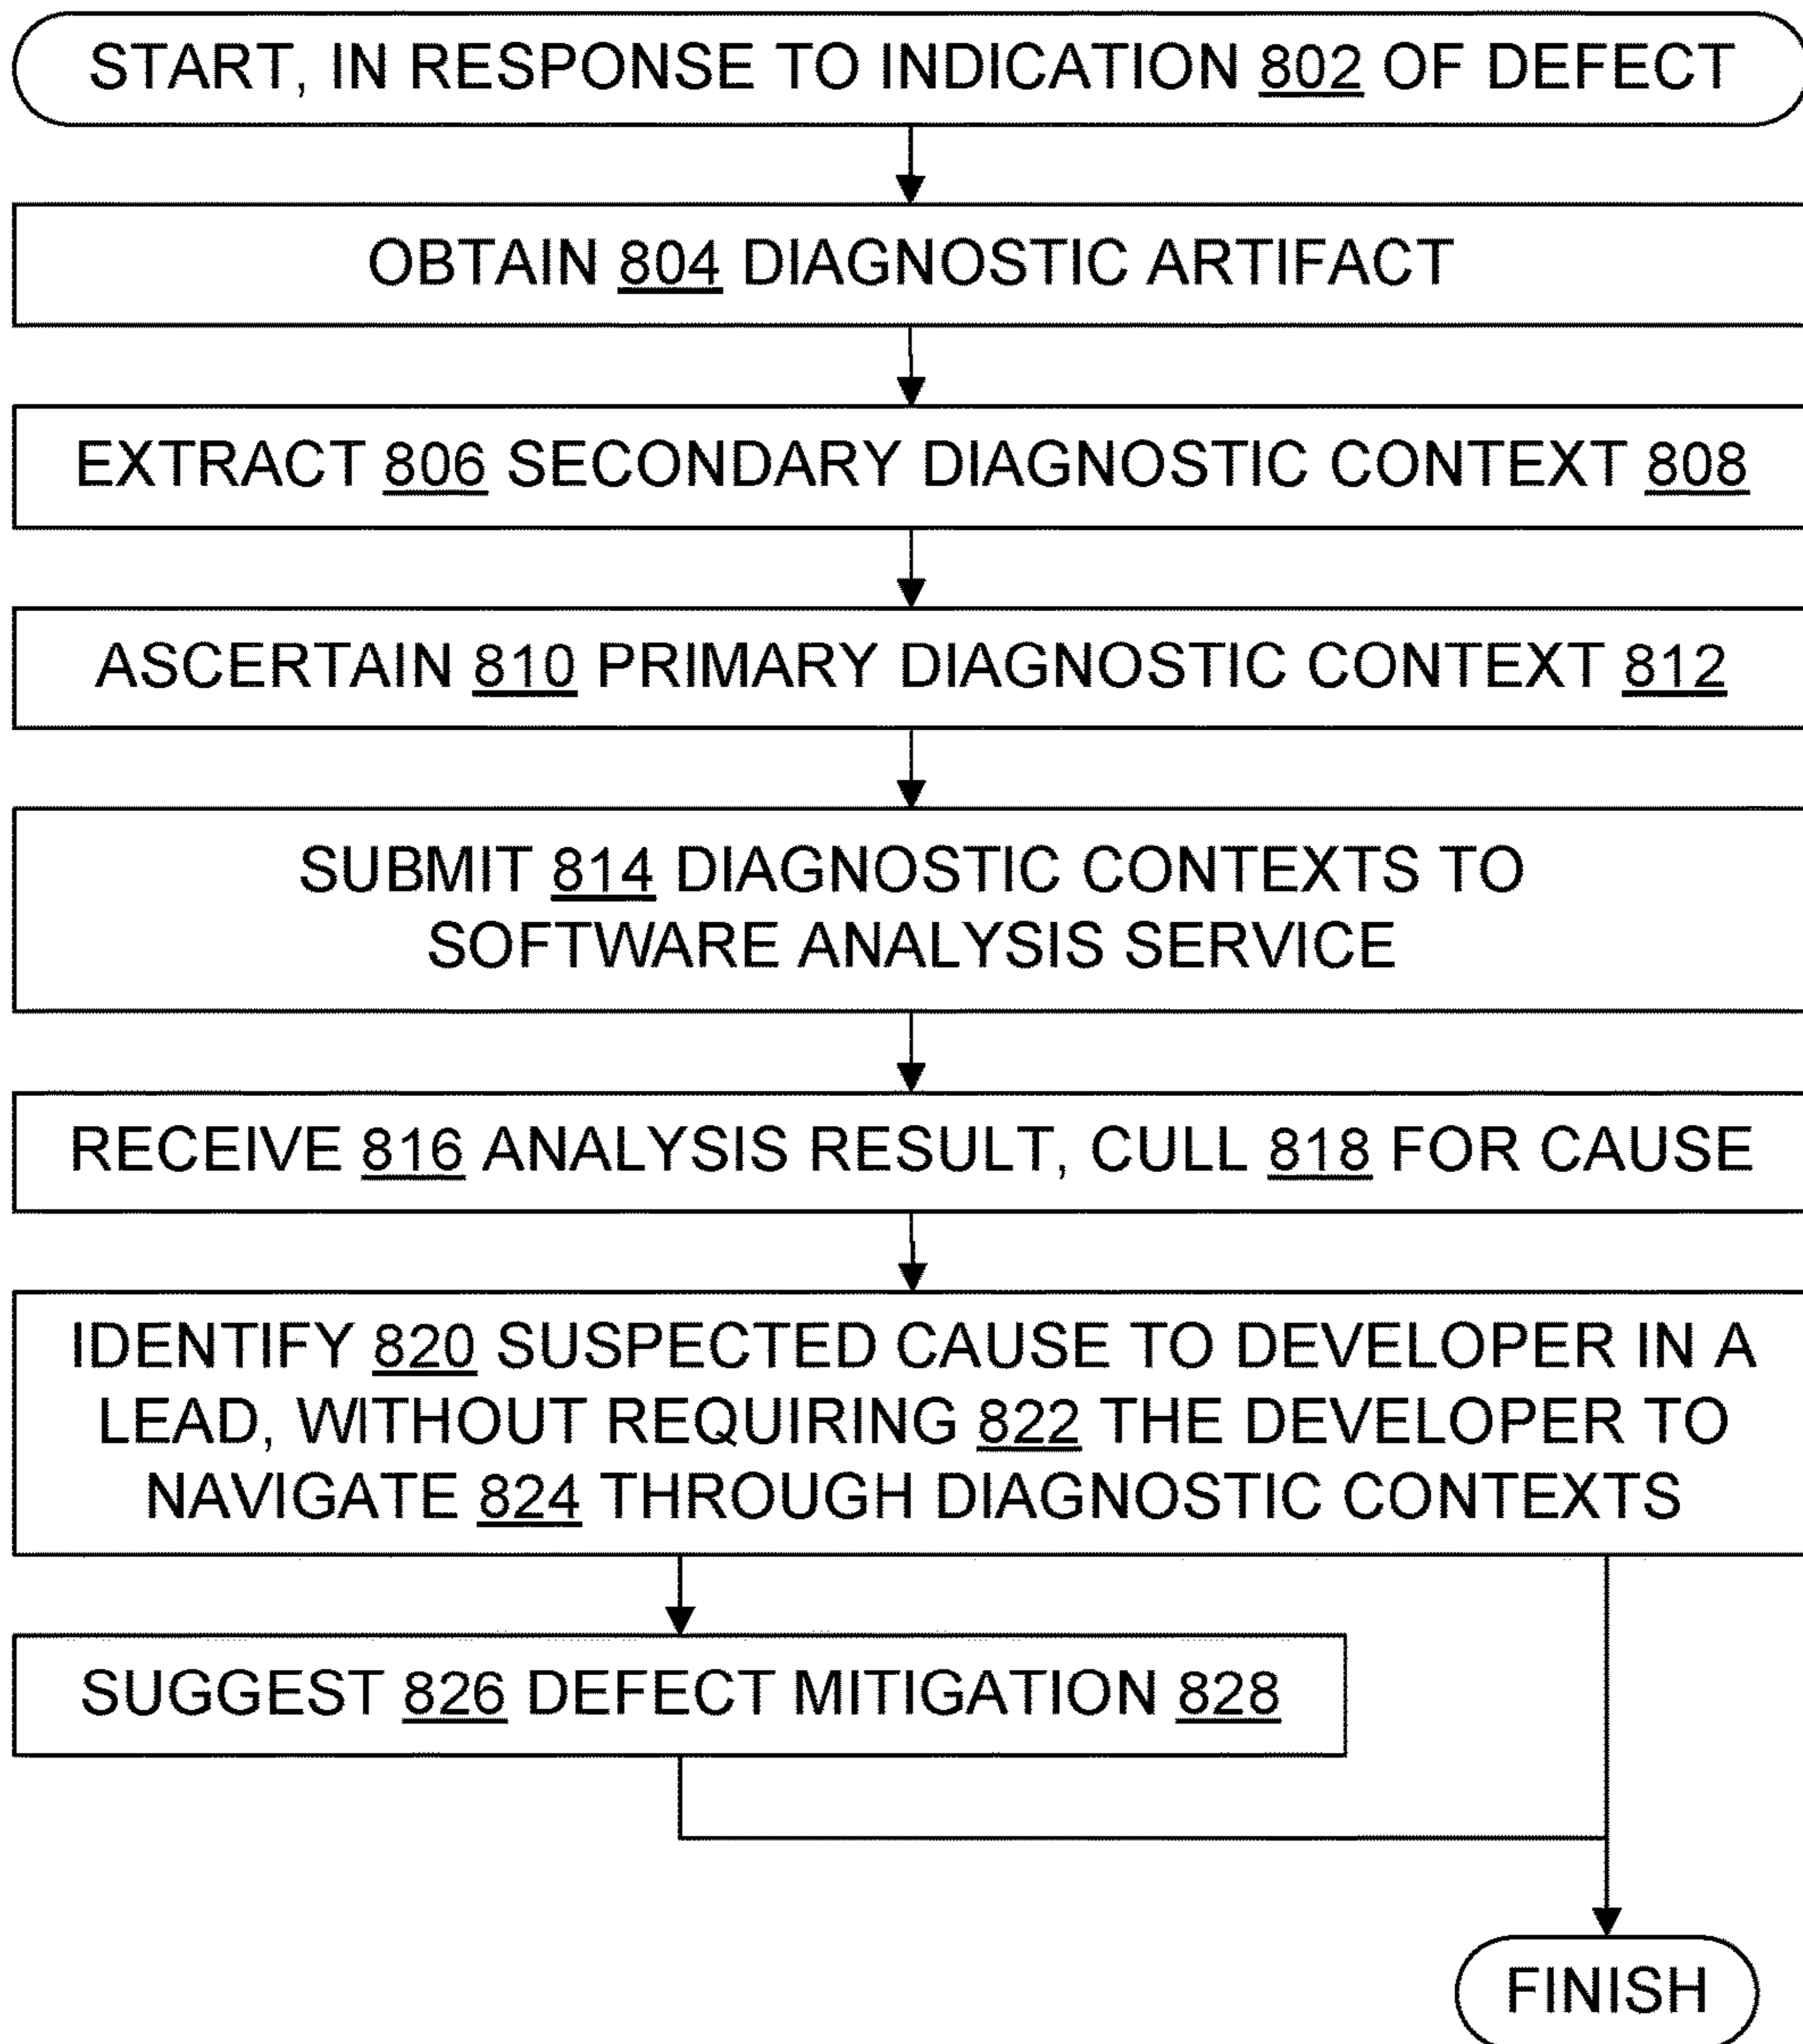 START, IN RESPONSE TO INDICATION 802 OF DEFECT
OBTAIN 804 DIAGNOSTIC ARTIFACT
EXTRACT 806 SECONDARY DIAGNOSTIC CONTEXT 808
ASCERTAIN 810 PRIMARY DIAGNOSTIC CONTEXT 812
SUBMIT 814 DIAGNOSTIC CONTEXTS TO
SOFTWARE ANALYSIS SERVICE
RECEIVE 816 ANALYSIS RESULT, CULL 818 FOR CAUSE
IDENTIFY 820 SUSPECTED CAUSE TO DEVELOPER IN A
LEAD, WITHOUT REQUIRING 822 THE DEVELOPER TO
NAVIGATE 824 THROUGH DIAGNOSTIC CONTEXTS
SUGGEST 826 DEFECT MITIGATION 828
FINISH